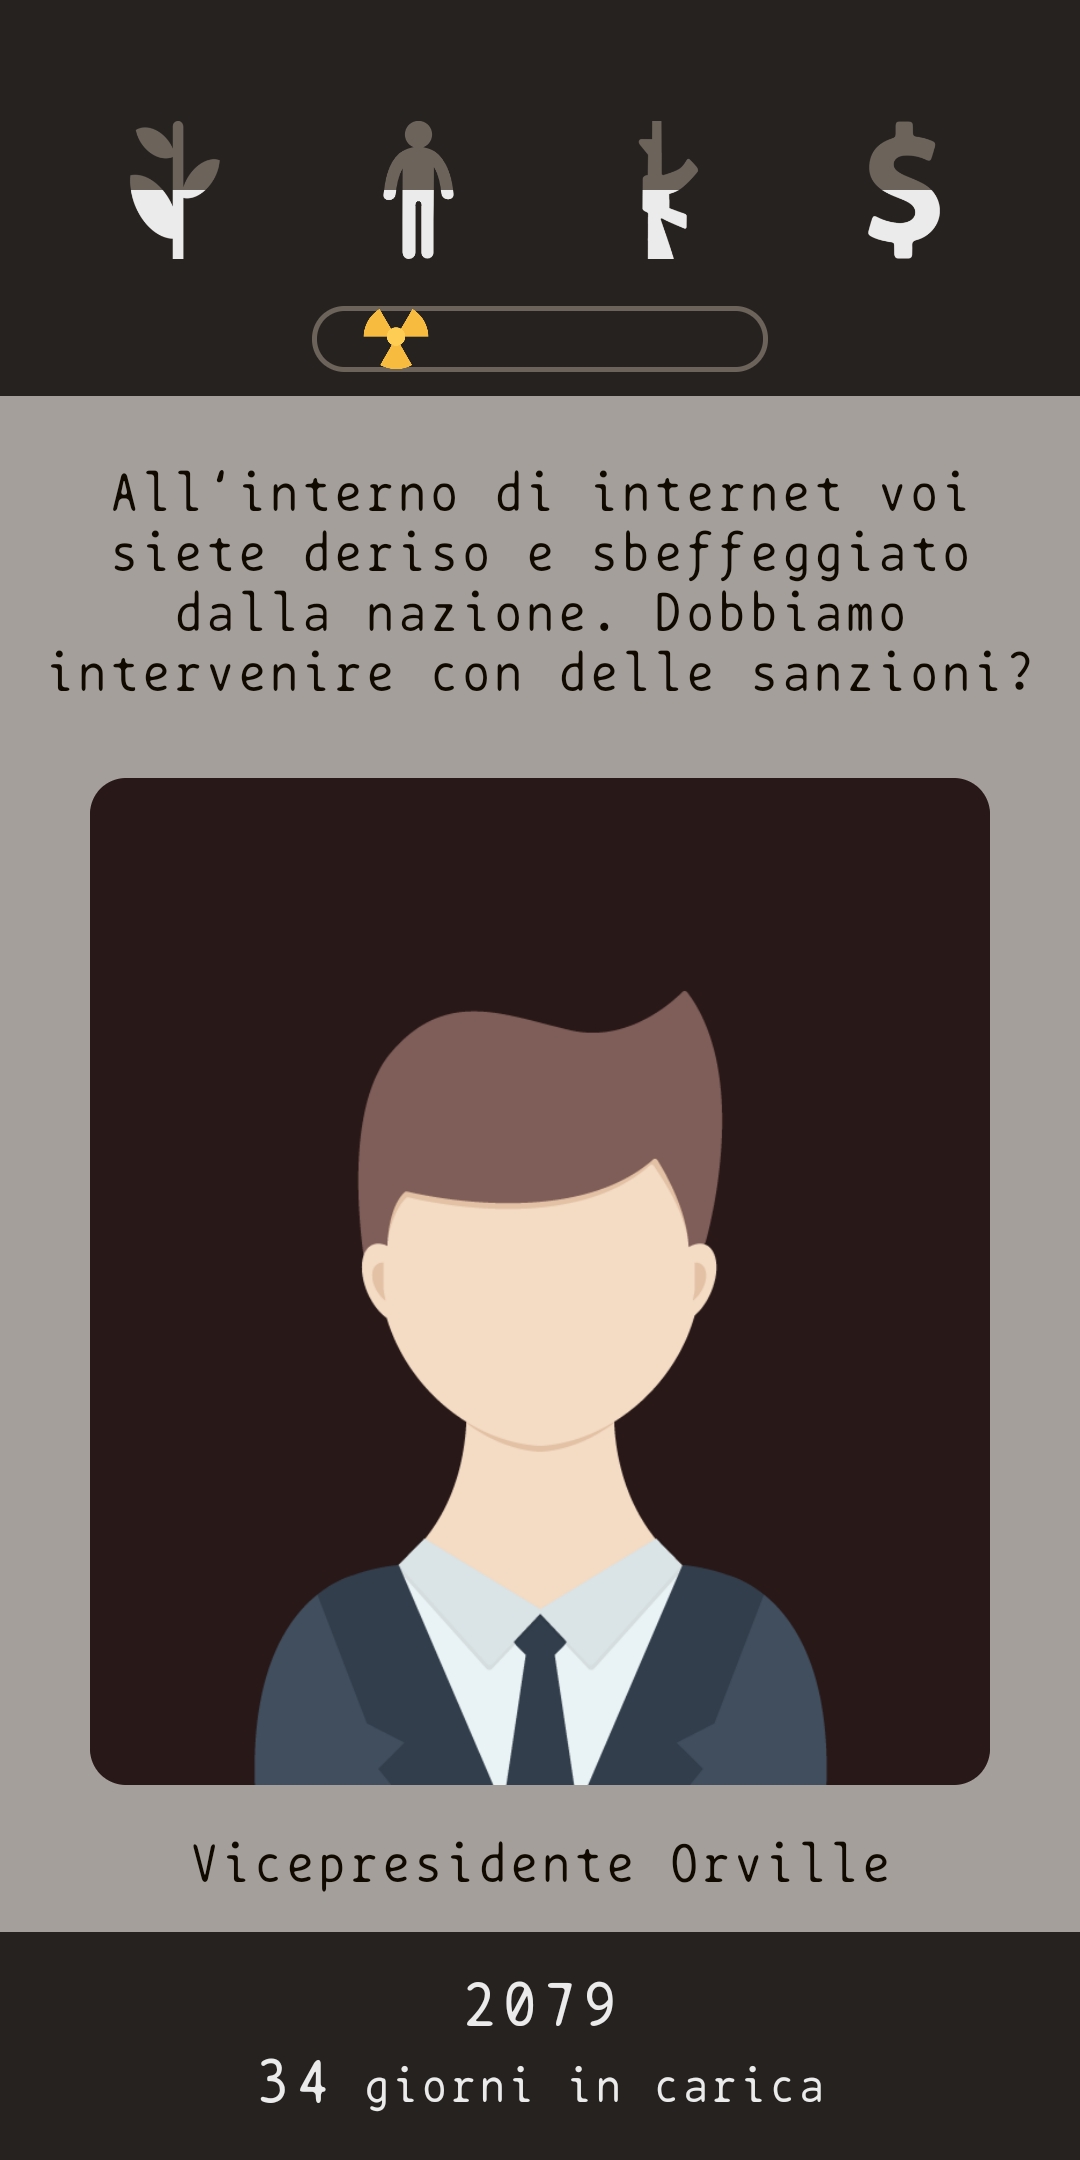 All‘interno di internet voi
siete deriso e sbeffeggiato
dalla nazione. Dobbiamo
intervenire con delle sanzioni?
Vicepresidente Orville
2079
34 giorni in carica